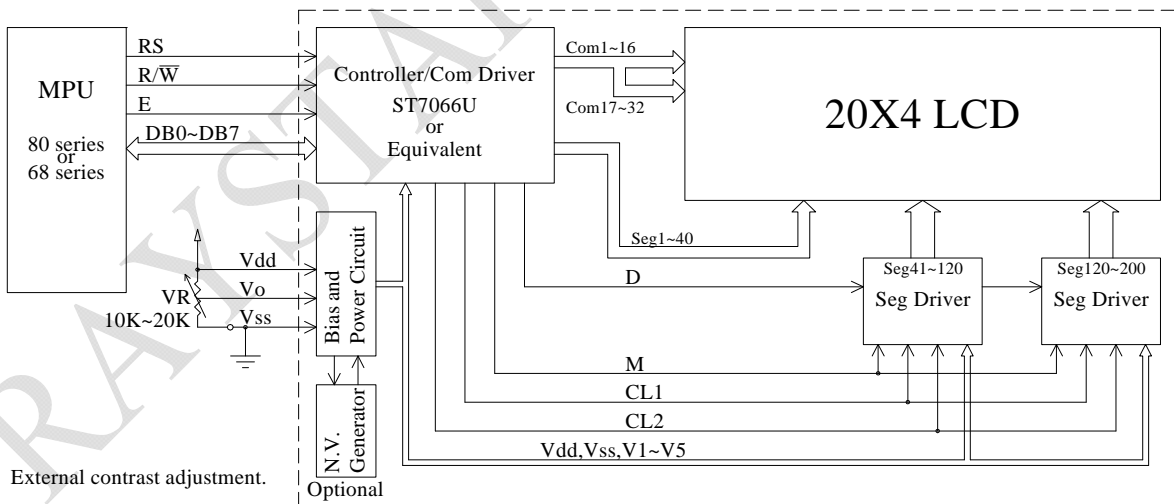 MPU
80 series
or
68 series
RS
R/W̅
E
DB0~DB7
Controller/Com Driver
ST7066U
or
Equivalent
Com1~16
Com17~32
20X4 LCD
Seg1~40
Vdd
Vo
Vss
VR
10K~20K
Bias and
Power Circuit
N.V.
Generator
Optional
D
Seg41~120
Seg Driver
Seg120~200
Seg Driver
M
CL1
CL2
Vdd,Vss,V1~V5
External contrast adjustment.
RAYSTAR